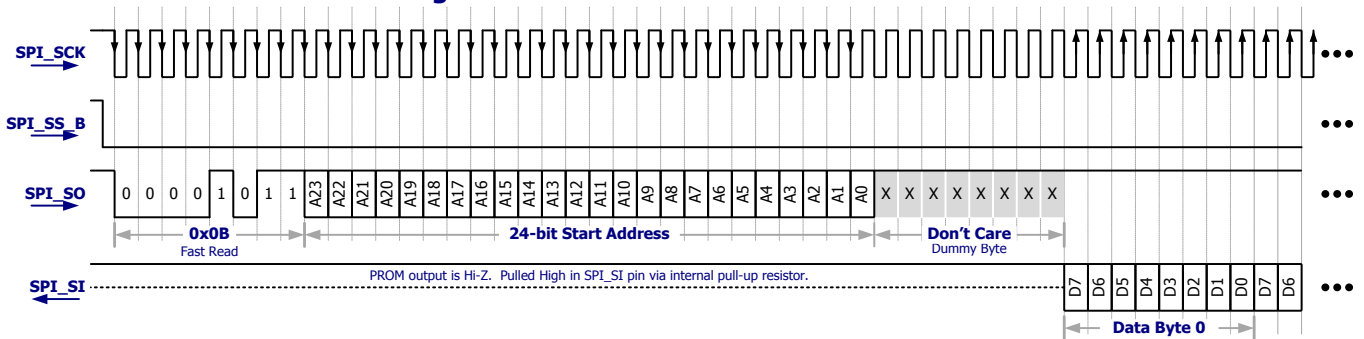 SPI_SCK
SPI_SS_B
SPI_SO 0 0 0 0 1 0 1 1 A23 A22 A21 A20 A19 A18 A17 A16 A15 A14 A13 A12 A11 A10 A9 A8 A7 A6 A5 A4 A3 A2 A1 A0 X X X X X X X X
0x0B 24-bit Start Address Don't Care
Fast Read Dummy Byte
PROM output is Hi-Z. Pulled High in SPI_SI pin via internal pull-up resistor.
SPI_SI D7 D6 D5 D4 D3 D2 D1 D0 D7 D6
Data Byte 0